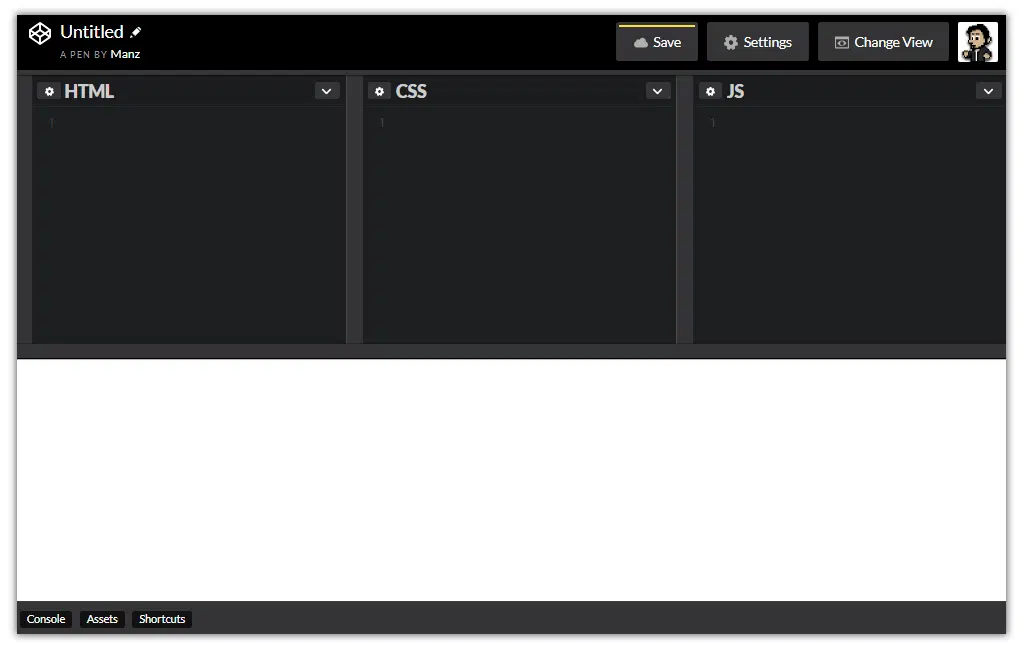 Untitled
A PEN BY Manz
Save
Settings
Change View
HTML
CSS
JS
1
1
1
Console
Assets
Shortcuts